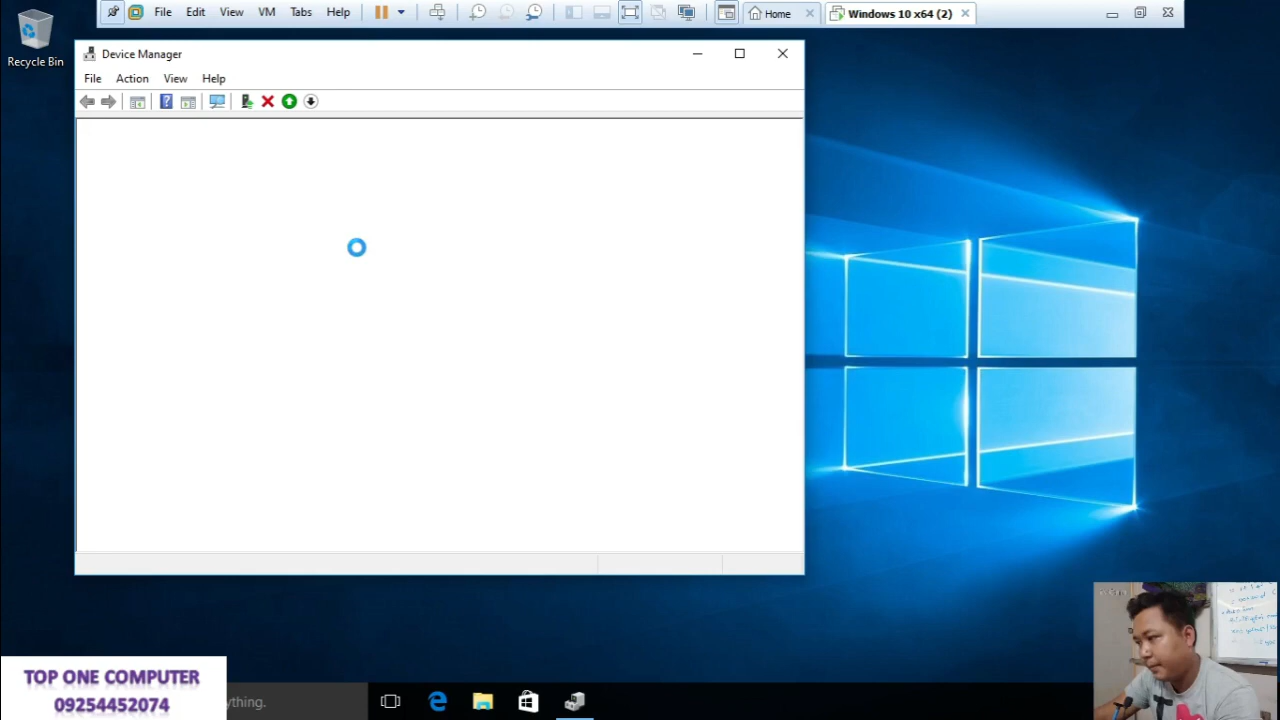 File Edit View VM Tabs Help
Home
Windows 10 x64 (2)
Recycle Bin
Device Manager
File Action View Help
TOP ONE COMPUTER
09254452074
ything.